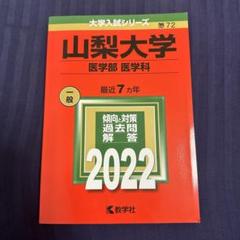 大学入試シリーズ
72
山梨大学
医学部 医学科
最近7カ年
一般
傾向と対策
過去問
解答
2022
教学社